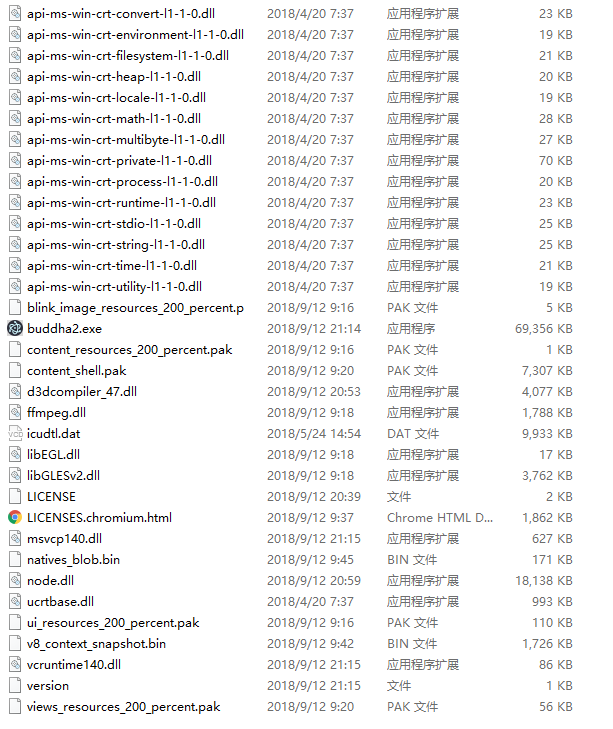 api-ms-win-crt-convert-l1-1-0.dll 2018/4/20 7:37 应用程序扩展 23 KB
api-ms-win-crt-environment-l1-1-0.dll 2018/4/20 7:37 应用程序扩展 19 KB
api-ms-win-crt-filesystem-l1-1-0.dll 2018/4/20 7:37 应用程序扩展 21 KB
api-ms-win-crt-heap-l1-1-0.dll 2018/4/20 7:37 应用程序扩展 20 KB
api-ms-win-crt-locale-l1-1-0.dll 2018/4/20 7:37 应用程序扩展 19 KB
api-ms-win-crt-math-l1-1-0.dll 2018/4/20 7:37 应用程序扩展 28 KB
api-ms-win-crt-multibyte-l1-1-0.dll 2018/4/20 7:37 应用程序扩展 27 KB
api-ms-win-crt-private-l1-1-0.dll 2018/4/20 7:37 应用程序扩展 70 KB
api-ms-win-crt-process-l1-1-0.dll 2018/4/20 7:37 应用程序扩展 20 KB
api-ms-win-crt-runtime-l1-1-0.dll 2018/4/20 7:37 应用程序扩展 23 KB
api-ms-win-crt-stdio-l1-1-0.dll 2018/4/20 7:37 应用程序扩展 25 KB
api-ms-win-crt-string-l1-1-0.dll 2018/4/20 7:37 应用程序扩展 25 KB
api-ms-win-crt-time-l1-1-0.dll 2018/4/20 7:37 应用程序扩展 21 KB
api-ms-win-crt-utility-l1-1-0.dll 2018/4/20 7:37 应用程序扩展 19 KB
blink_image_resources_200_percent.p 2018/9/12 9:16 PAK 文件 5 KB
buddha2.exe 2018/9/12 21:14 应用程序 69,356 KB
content_resources_200_percent.pak 2018/9/12 9:16 PAK 文件 1 KB
content_shell.pak 2018/9/12 9:20 PAK 文件 7,307 KB
d3dcompiler_47.dll 2018/9/12 20:53 应用程序扩展 4,077 KB
ffmpeg.dll 2018/9/12 9:18 应用程序扩展 1,788 KB
icudtl.dat 2018/5/24 14:54 DAT 文件 9,933 KB
libEGL.dll 2018/9/12 9:18 应用程序扩展 17 KB
libGLESv2.dll 2018/9/12 9:18 应用程序扩展 3,762 KB
LICENSE 2018/9/12 20:39 文件 2 KB
LICENSES.chromium.html 2018/9/12 9:37 Chrome HTML D... 1,862 KB
msvcp140.dll 2018/9/12 21:15 应用程序扩展 627 KB
natives_blob.bin 2018/9/12 9:45 BIN 文件 171 KB
node.dll 2018/9/12 20:59 应用程序扩展 18,138 KB
ucrtbase.dll 2018/4/20 7:37 应用程序扩展 993 KB
ui_resources_200_percent.pak 2018/9/12 9:16 PAK 文件 110 KB
v8_context_snapshot.bin 2018/9/12 9:42 BIN 文件 1,726 KB
vcruntime140.dll 2018/9/12 21:15 应用程序扩展 86 KB
version 2018/9/12 21:15 文件 1 KB
views_resources_200_percent.pak 2018/9/12 9:20 PAK 文件 56 KB